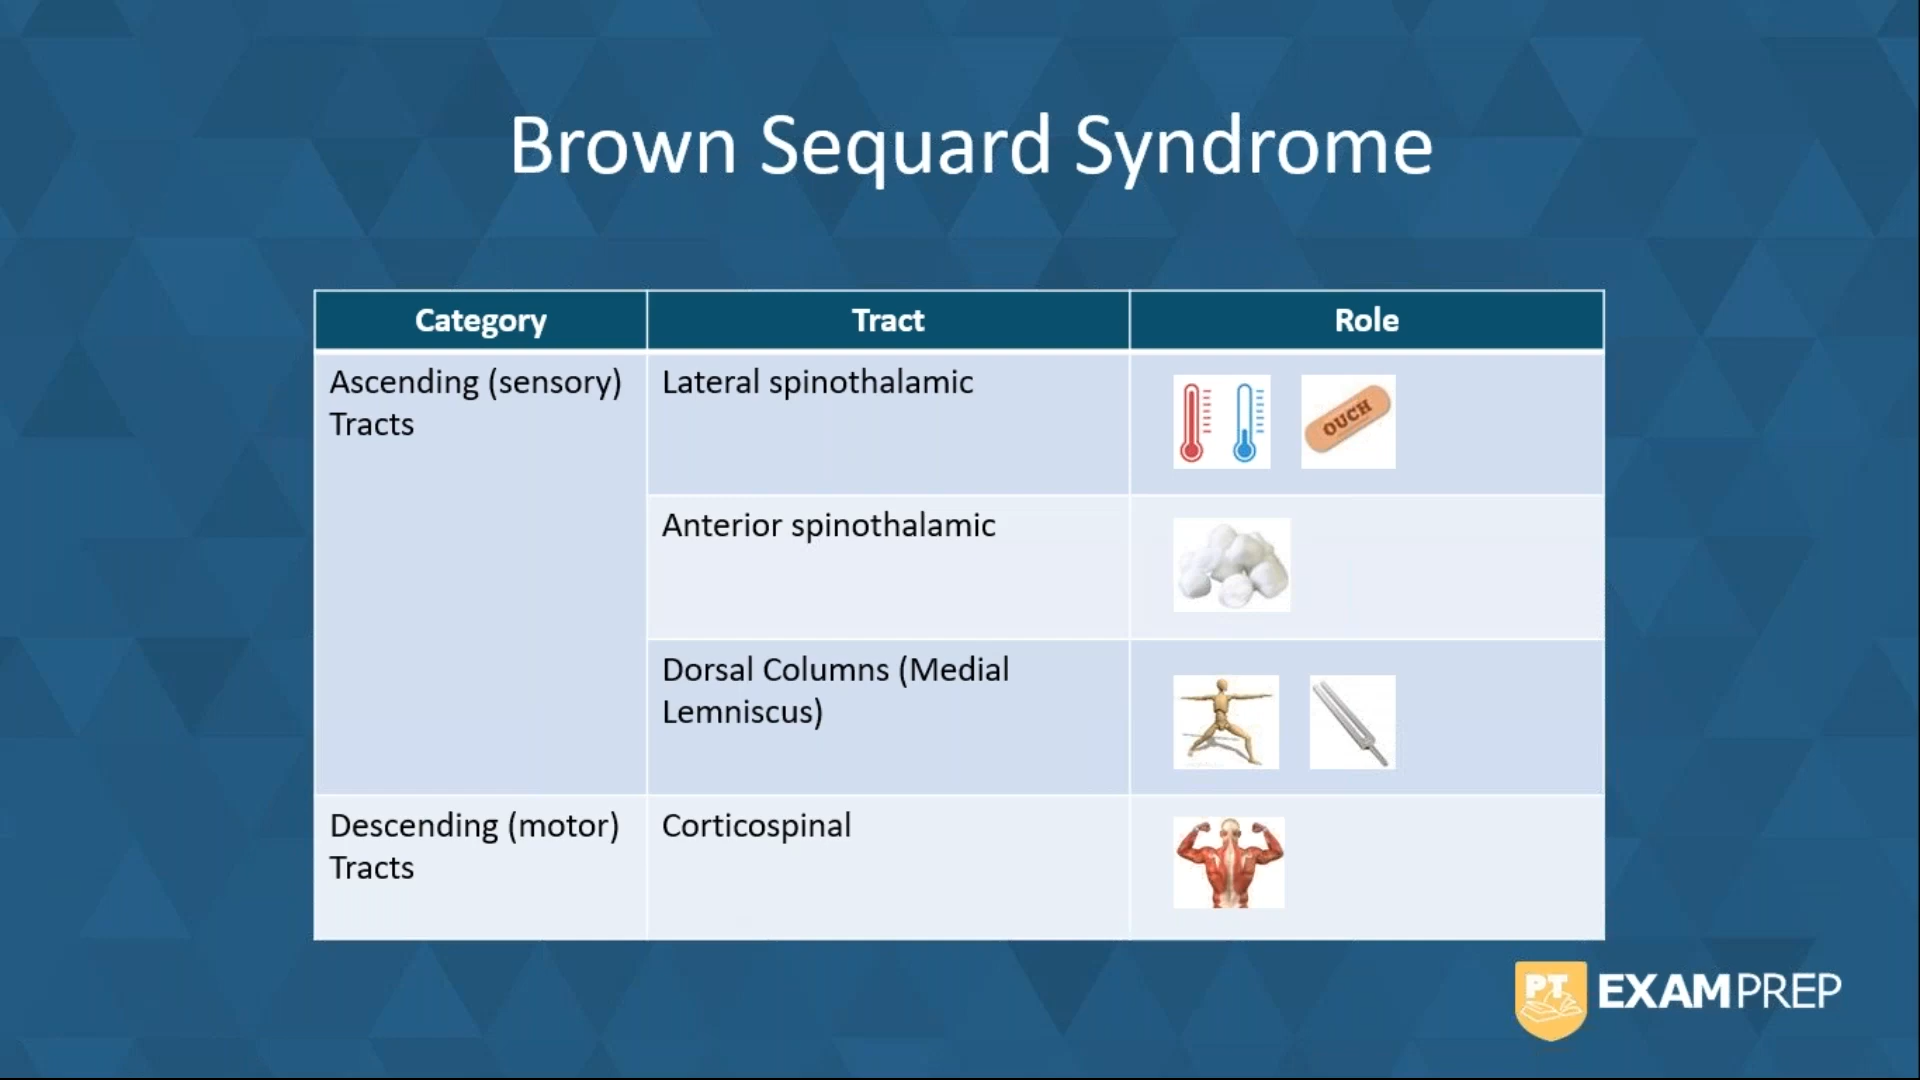 Brown Sequard Syndrome
Category
Tract
Role
Ascending (sensory)
Tracts
Lateral spinothalamic
OUCH
Anterior spinothalamic
Dorsal Columns (Medial
Lemniscus)
Descending (motor)
Tracts
Corticospinal
PT
EXAMPREP